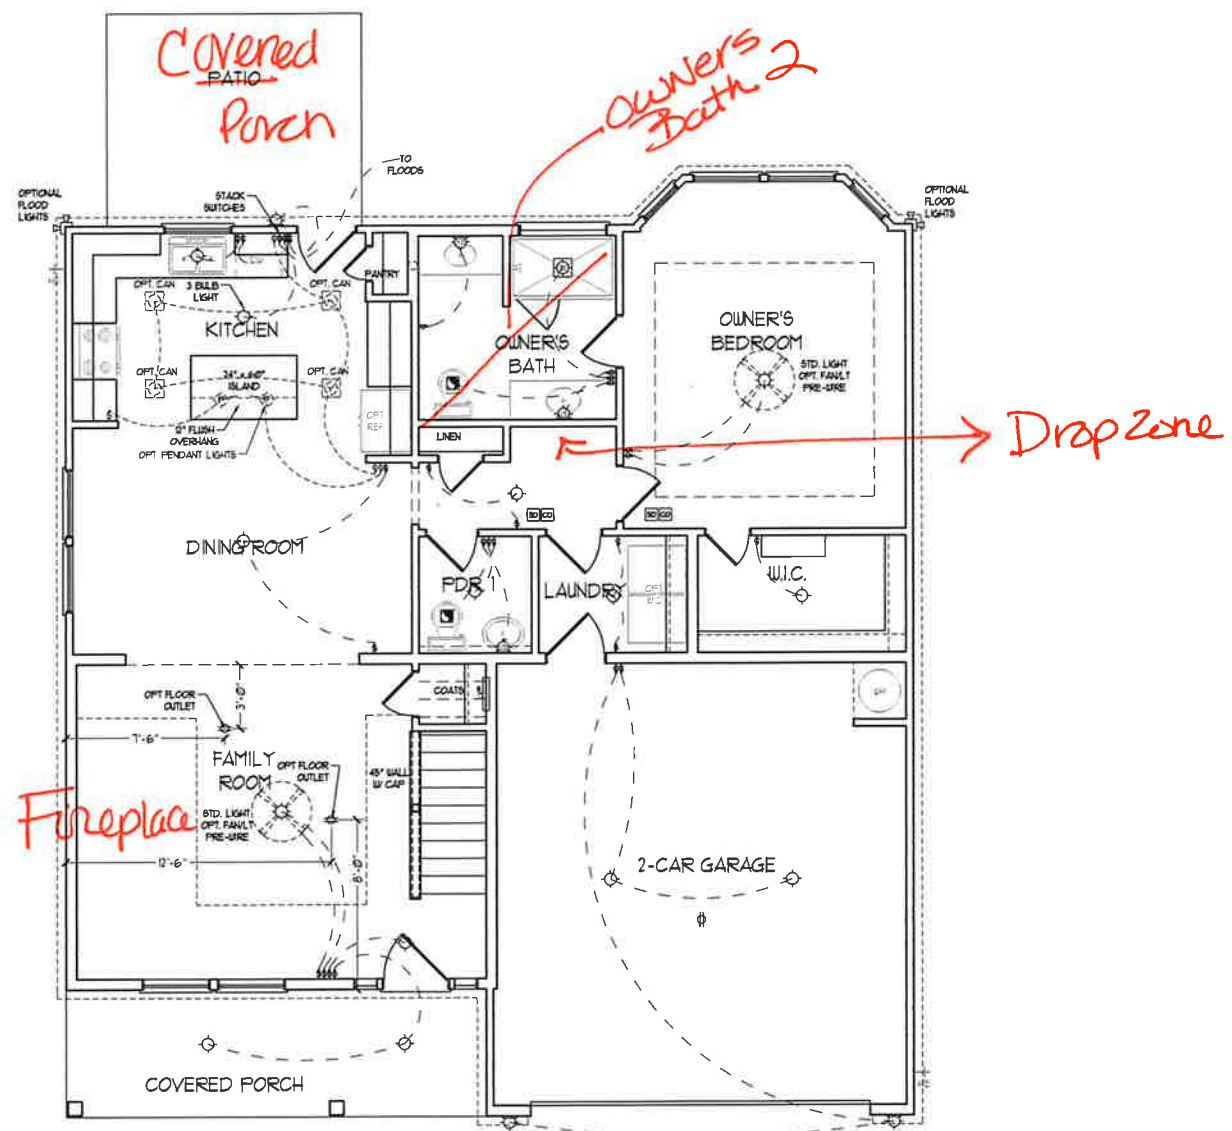 Covered
PATIO
Porch
Owners
Bath 2
TO
FLOODS
OPTIONAL
FLOOD
LIGHTS
STACK
SWITCHES
OPTIONAL
FLOOD
LIGHTS
PANTRY
OPT. CAN
3 BULB
LIGHT
OPT. CAN
KITCHEN
OWNER'S
BATH
OWNER'S
BEDROOM
STD. LIGHT
OPT. FAN/LT
PRE-WIRE
OPT. CAN
ISLAND
OPT. CAN
OPT
REF
12" FLUSH
OVERHANG
OPT PENDANT LIGHTS
LINEN
Drop Zone
SD CO
SD CO
DINING ROOM
PDR 1
LAUNDRY
OPT
W.I.C.
COATS
OPT FLOOR
OUTLET
3'-0"
7'-6"
FAMILY
ROOM
OPT FLOOR
OUTLET
45" WALL
W/ CAP
Fireplace
STD. LIGHT
OPT. FAN/LT
PRE-WIRE
12'-6"
8'-0"
2-CAR GARAGE
COVERED PORCH